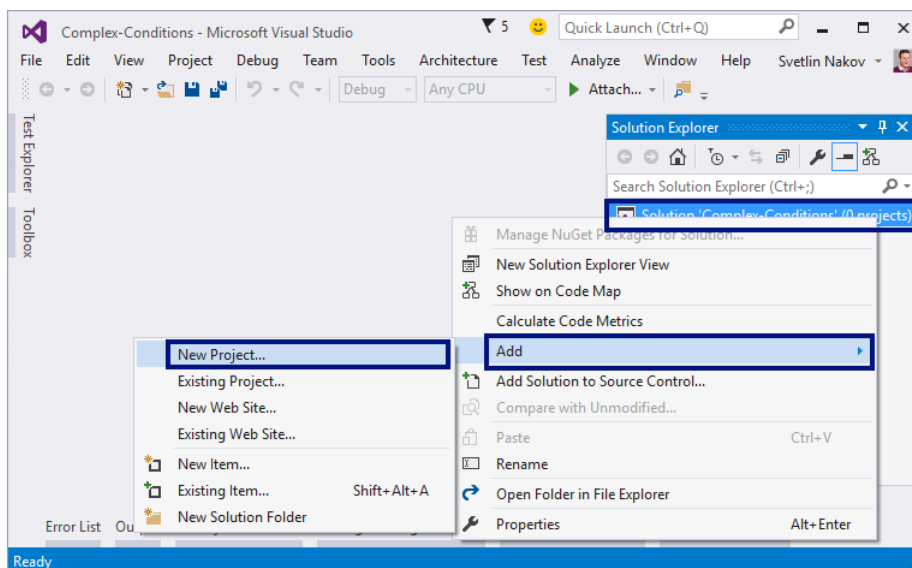 Complex-Conditions - Microsoft Visual Studio
5
Quick Launch (Ctrl+Q)
File Edit View Project Debug Team Tools Architecture Test Analyze Window Help Svetlin Nakov
Debug Any CPU Attach...
Test Explorer
Toolbox
Solution Explorer
Search Solution Explorer (Ctrl+;)
Solution 'Complex-Conditions' (0 projects)
Manage NuGet Packages for Solution...
New Solution Explorer View
Show on Code Map
Calculate Code Metrics
Add
Add Solution to Source Control...
Compare with Unmodified...
Paste Ctrl+V
Rename
Open Folder in File Explorer
Properties Alt+Enter
New Project...
Existing Project...
New Web Site...
Existing Web Site...
New Item...
Existing Item... Shift+Alt+A
New Solution Folder
Error List Ou
Ready